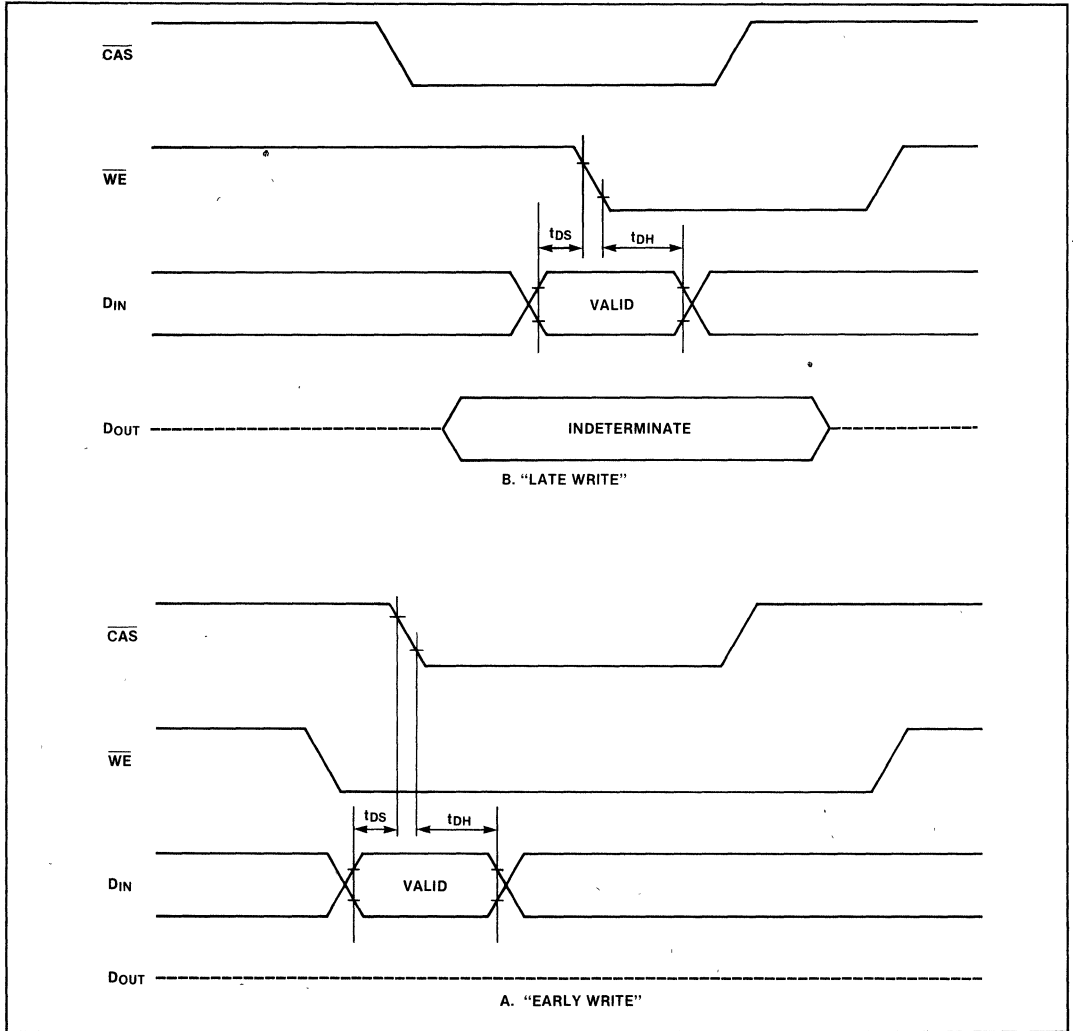 CAS
WE
tDS
tDH
DIN
VALID
DOUT
INDETERMINATE
B. “LATE WRITE”
CAS
WE
tDS
tDH
DIN
VALID
DOUT
A. “EARLY WRITE”